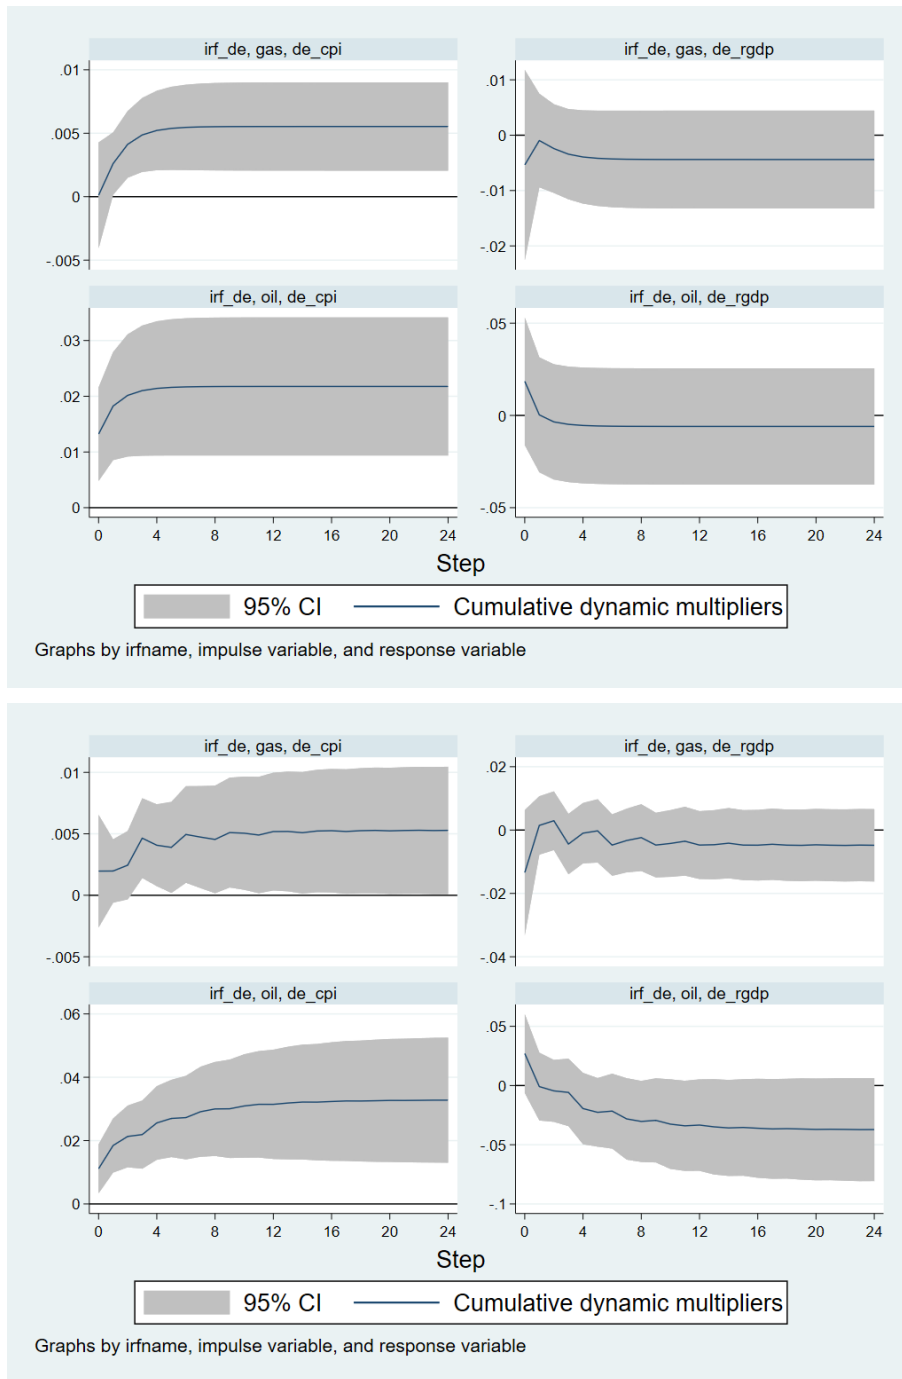 irf_de, gas, de_cpi
irf_de, gas, de_rgdp
.01
.005
0
-.005
.01
0
-.01
-.02
irf_de, oil, de_cpi
irf_de, oil, de_rgdp
.03
.02
.01
0
.05
0
-.05
0 4 8 12 16 20 24
0 4 8 12 16 20 24
Step
95% CI
Cumulative dynamic multipliers
Graphs by irfname, impulse variable, and response variable
irf_de, gas, de_cpi
irf_de, gas, de_rgdp
.01
.005
0
-.005
.02
0
-.02
-.04
irf_de, oil, de_cpi
irf_de, oil, de_rgdp
.06
.04
.02
0
.05
0
-.05
-.1
0 4 8 12 16 20 24
0 4 8 12 16 20 24
Step
95% CI
Cumulative dynamic multipliers
Graphs by irfname, impulse variable, and response variable